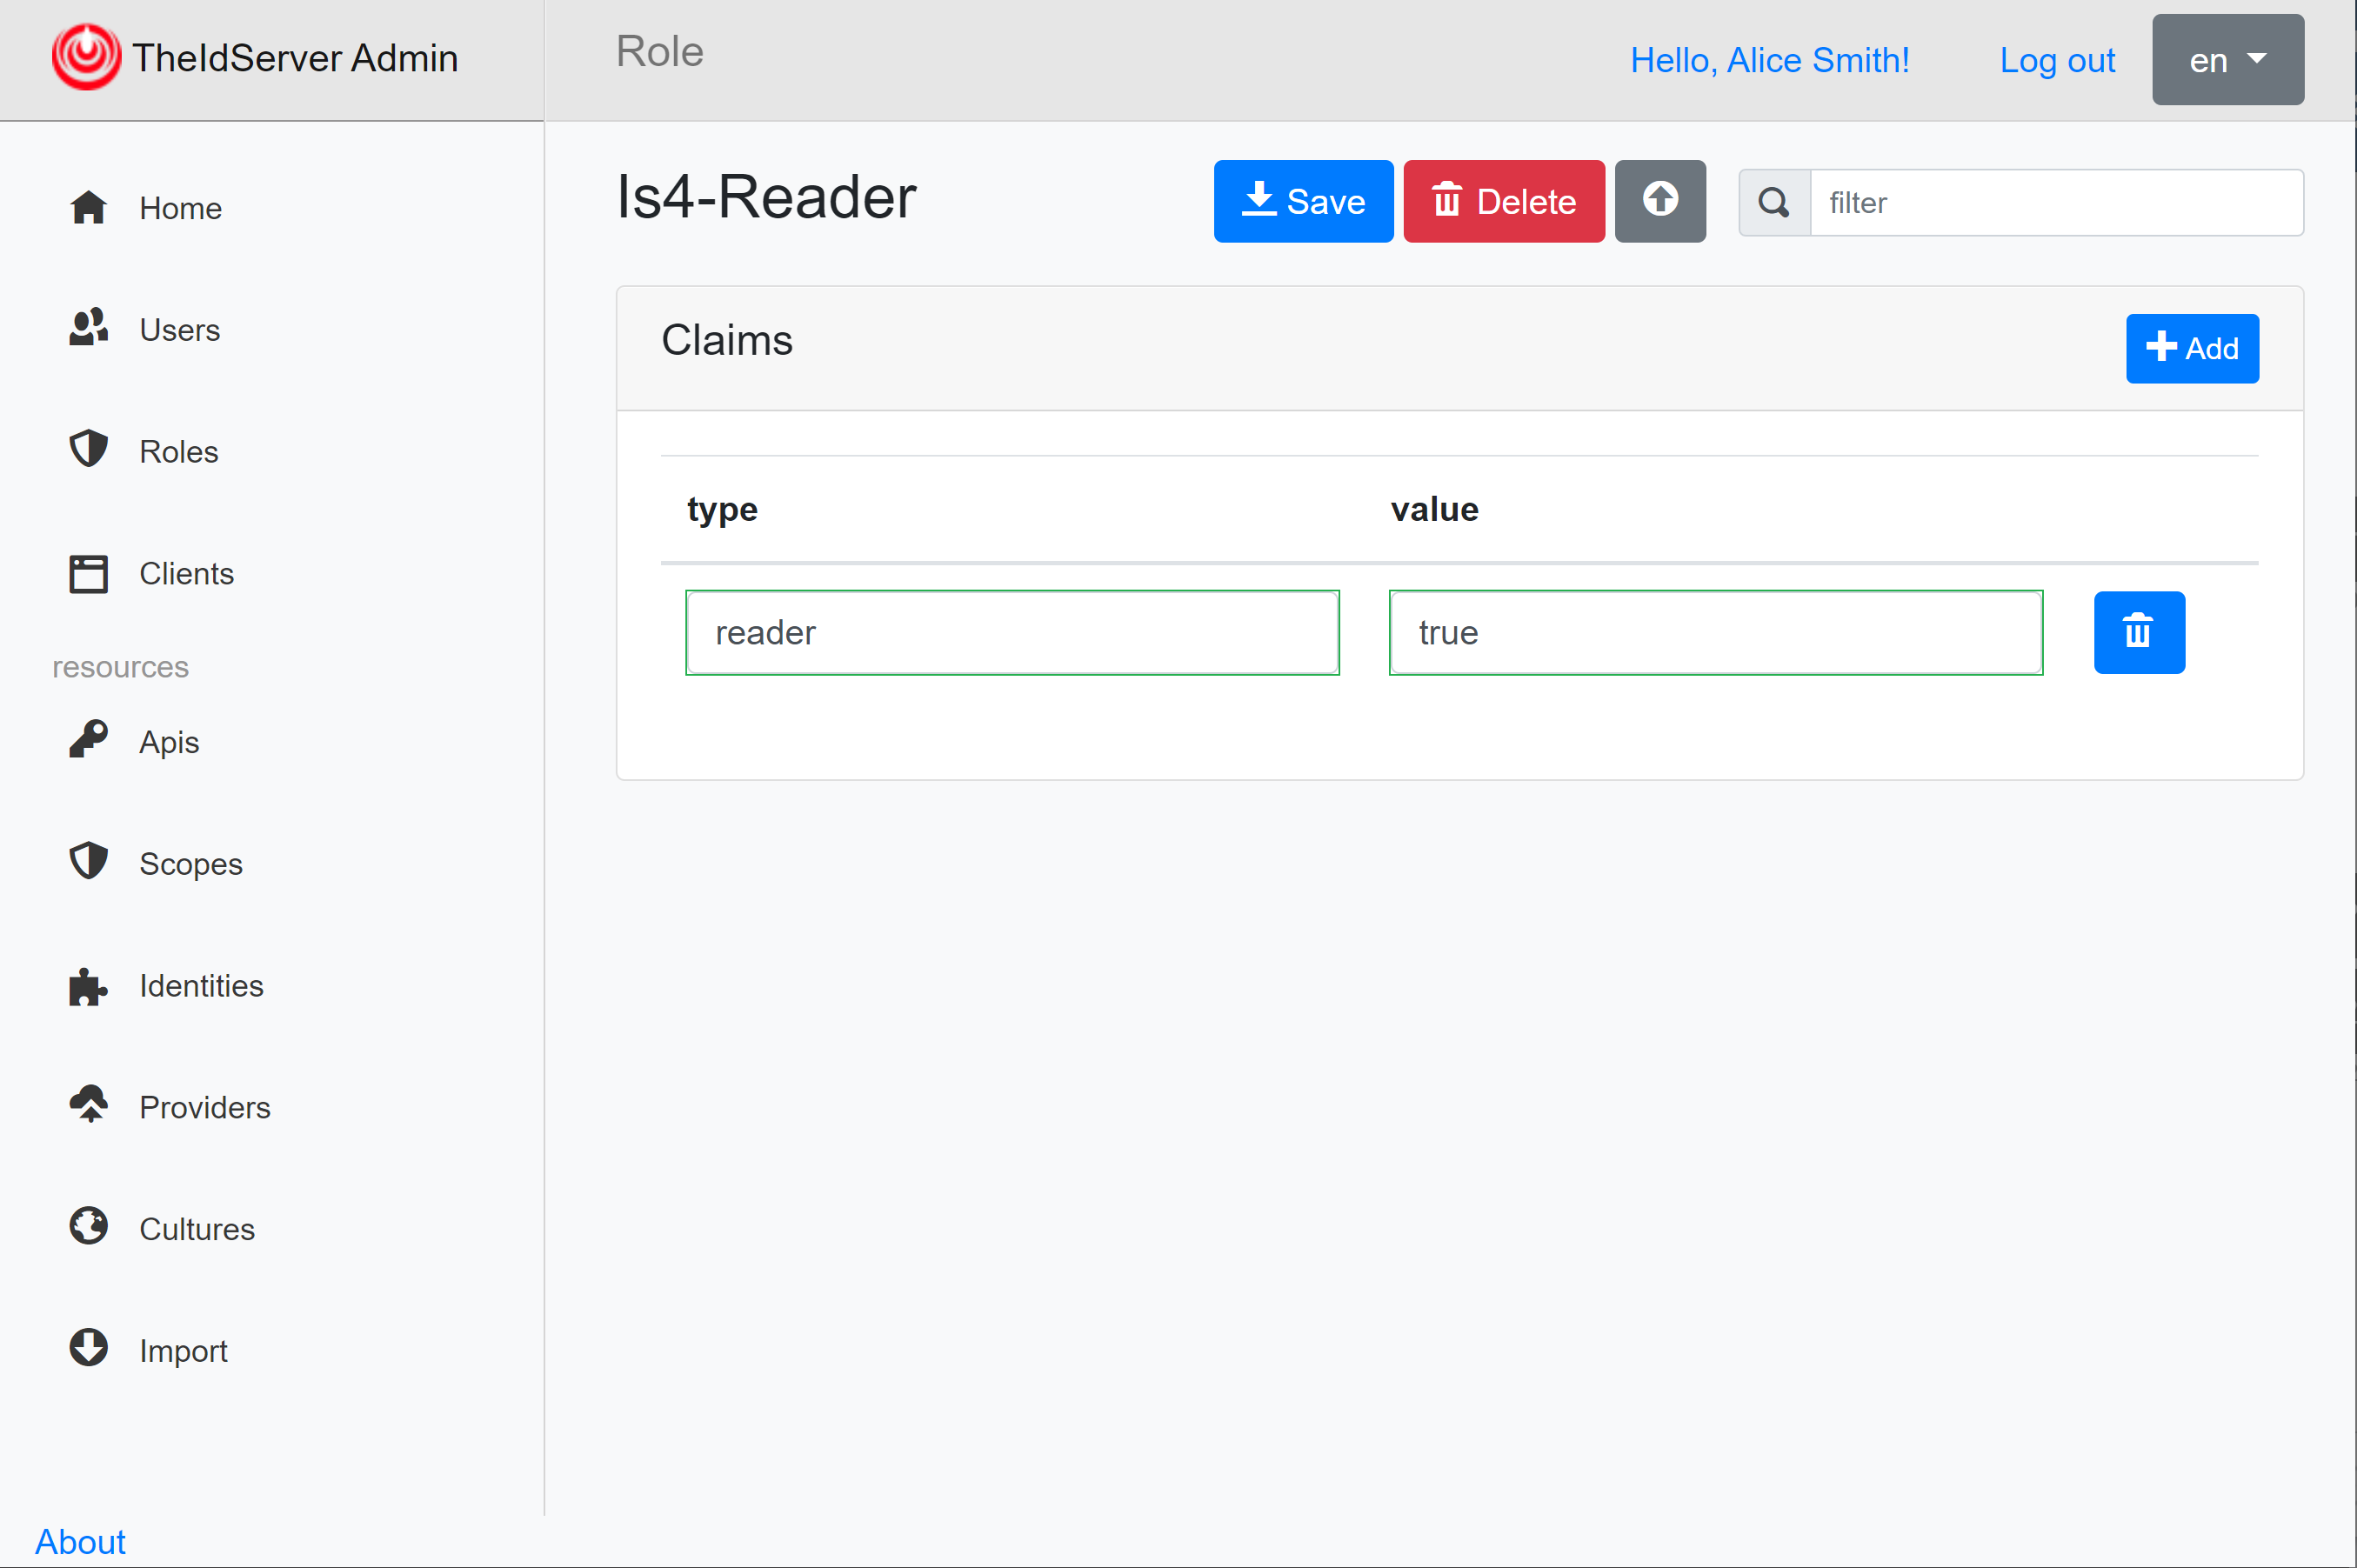 TheIdServer Admin
Role
Hello, Alice Smith!
Log out
en
Home
Users
Roles
Clients
resources
Apis
Scopes
Identities
Providers
Cultures
Import
About
Is4-Reader
Save
Delete
filter
Claims
Add
type value
reader true